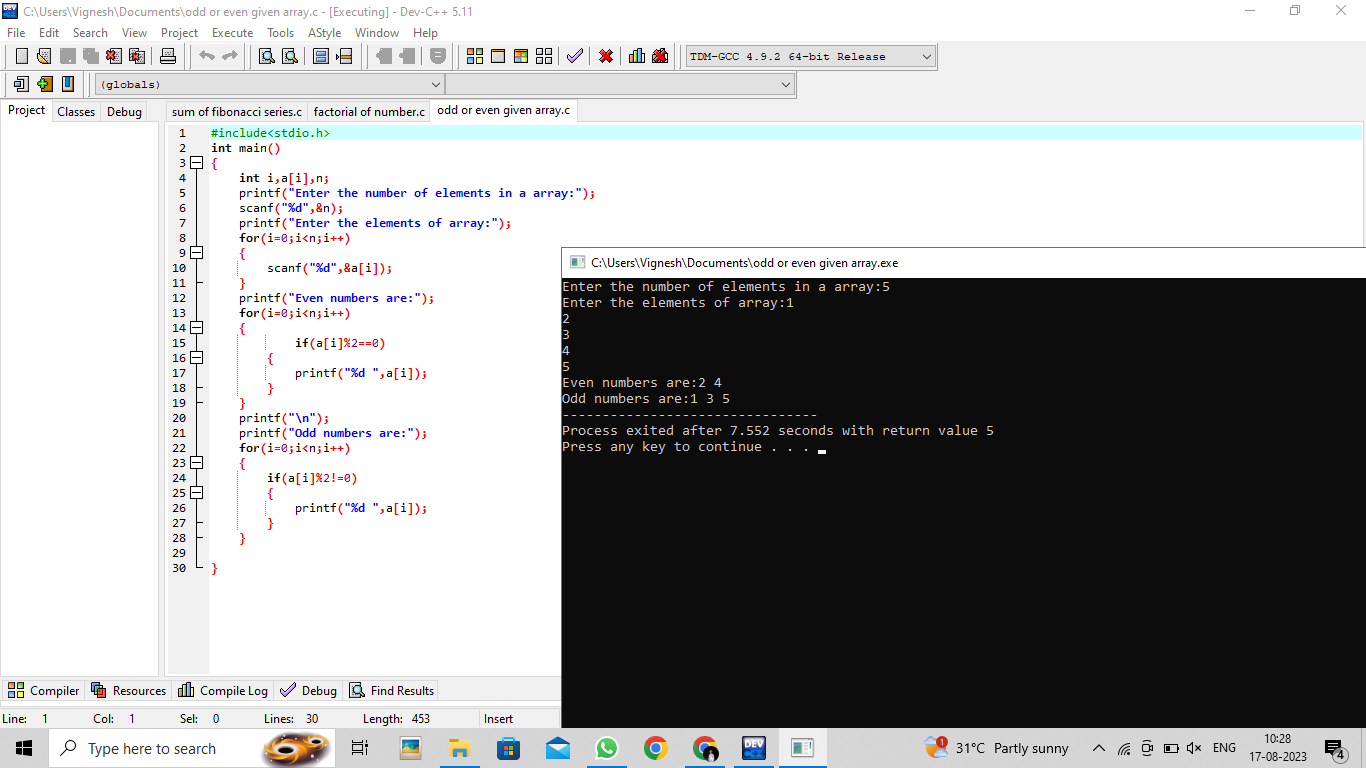 C:\Users\Vignesh\Documents\odd or even given array.c - [Executing] - Dev-C++ 5.11
File Edit Search View Project Execute Tools AStyle Window Help
TDM-GCC 4.9.2 64-bit Release
(globals)
Project Classes Debug
sum of fibonacci series.c factorial of number.c odd or even given array.c
1 #include<stdio.h>
2 int main()
3 {
4 int i,a[i],n;
5 printf("Enter the number of elements in a array:");
6 scanf("%d",&n);
7 printf("Enter the elements of array:");
8 for(i=0;i<n;i++)
9 {
10 scanf("%d",&a[i]);
11 }
12 printf("Even numbers are:");
13 for(i=0;i<n;i++)
14 {
15 if(a[i]%2==0)
16 {
17 printf("%d ",a[i]);
18 }
19 }
20 printf("\n");
21 printf("Odd numbers are:");
22 for(i=0;i<n;i++)
23 {
24 if(a[i]%2!=0)
25 {
26 printf("%d ",a[i]);
27 }
28 }
29
30 }
C:\Users\Vignesh\Documents\odd or even given array.exe
Enter the number of elements in a array:5
Enter the elements of array:1
2
3
4
5
Even numbers are:2 4
Odd numbers are:1 3 5
--------------------------------
Process exited after 7.552 seconds with return value 5
Press any key to continue . . .
Compiler Resources Compile Log Debug Find Results
Line: 1 Col: 1 Sel: 0 Lines: 30 Length: 453 Insert
Type here to search
DEV
1
31°C Partly sunny
ENG
10:28
17-08-2023
4